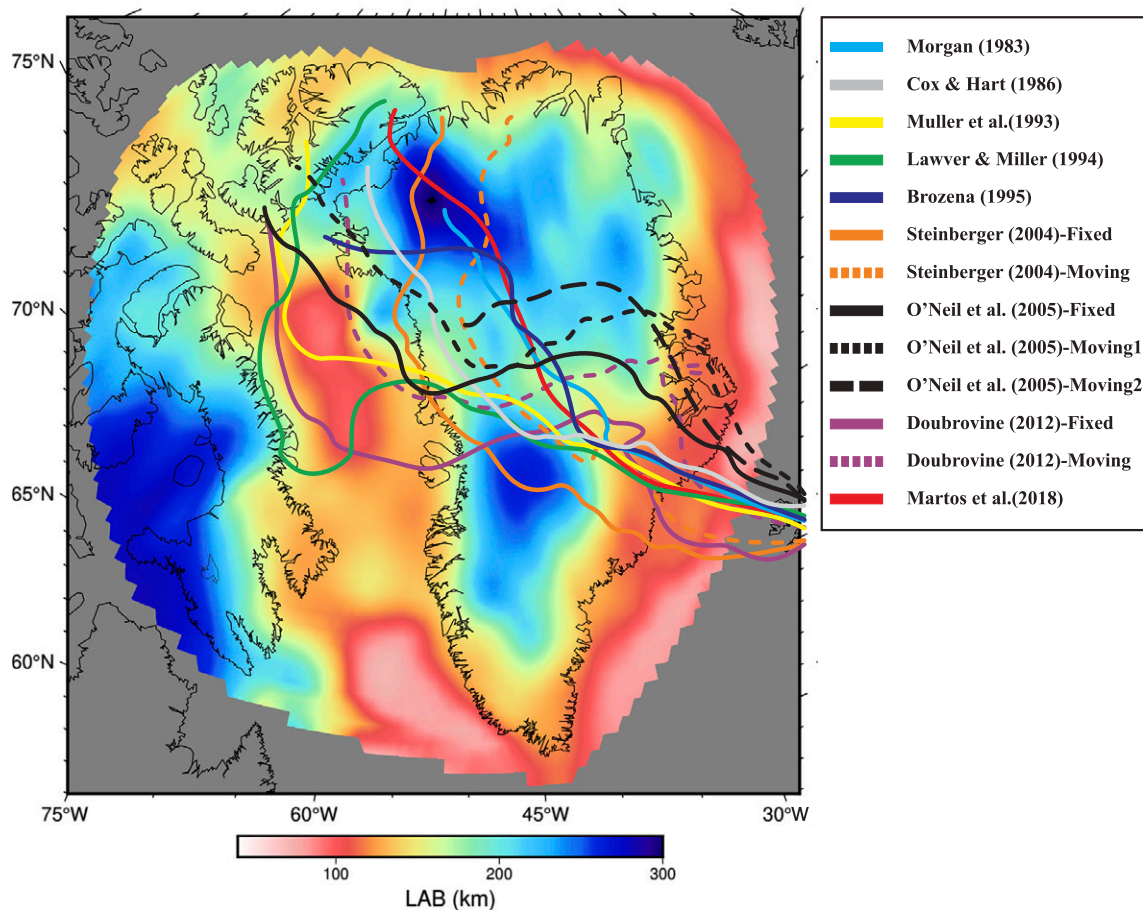 75°N
70°N
65°N
60°N
75°W
60°W
45°W
30°W
100
200
300
LAB (km)
Morgan (1983)
Cox & Hart (1986)
Muller et al.(1993)
Lawver & Miller (1994)
Brozena (1995)
Steinberger (2004)-Fixed
Steinberger (2004)-Moving
O'Neil et al. (2005)-Fixed
O'Neil et al. (2005)-Moving1
O'Neil et al. (2005)-Moving2
Doubrovine (2012)-Fixed
Doubrovine (2012)-Moving
Martos et al.(2018)